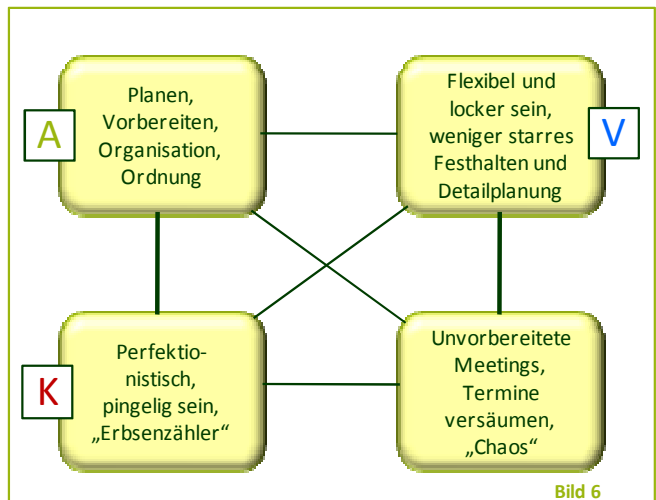 A
Planen,
Vorbereiten,
Organisation,
Ordnung
Flexibel und
locker sein,
weniger starres
Festhalten und
Detailplanung
V
K
Perfektio-
nistisch,
pingelig sein,
„Erbsenzähler“
Unvorbereitete
Meetings,
Termine
versäumen,
„Chaos“
Bild 6